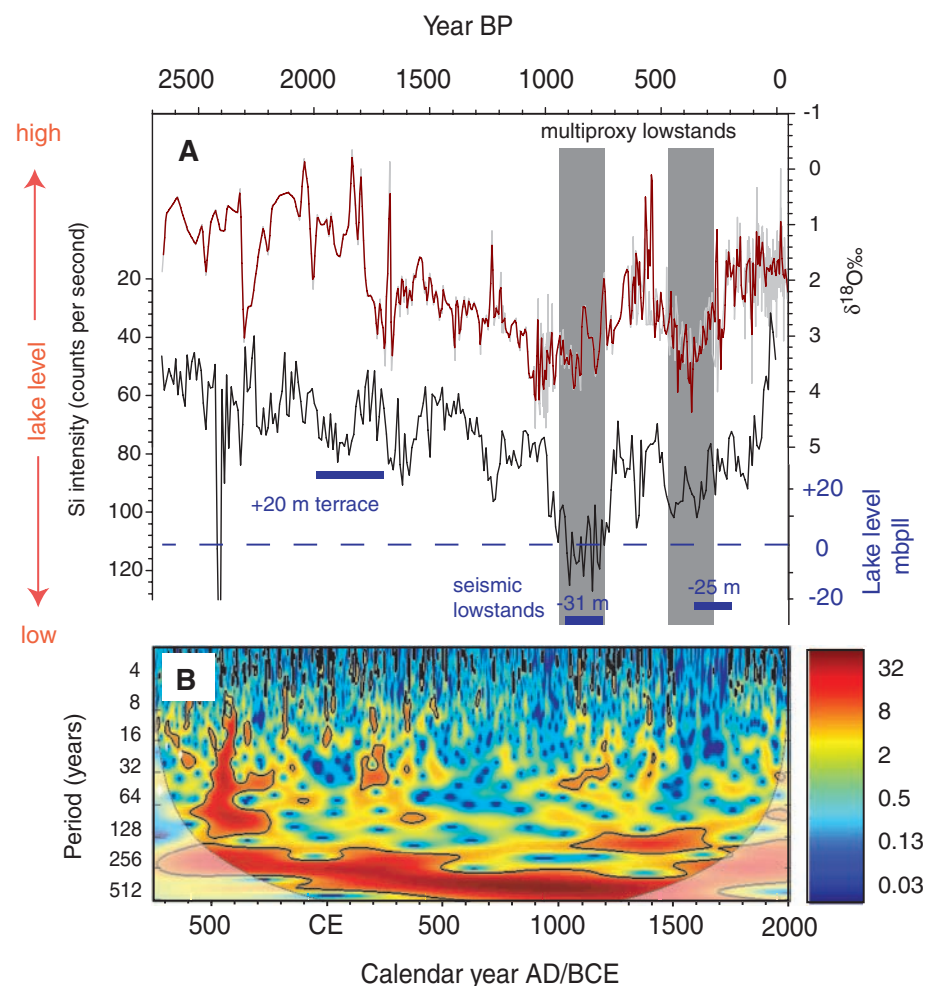 Year BP
2500 2000 1500 1000 500 0
high
lake level
low
A
multiproxy lowstands
Si intensity (counts per second)
20
40
60
80
100
120
-1
0
1
2
3
4
5
δ18O‰
+20
0
-20
Lake level
mbpll
+20 m terrace
seismic
lowstands
-31 m
-25 m
B
Period (years)
4
8
16
32
64
128
256
512
32
8
2
0.5
0.13
0.03
500 CE 500 1000 1500 2000
Calendar year AD/BCE